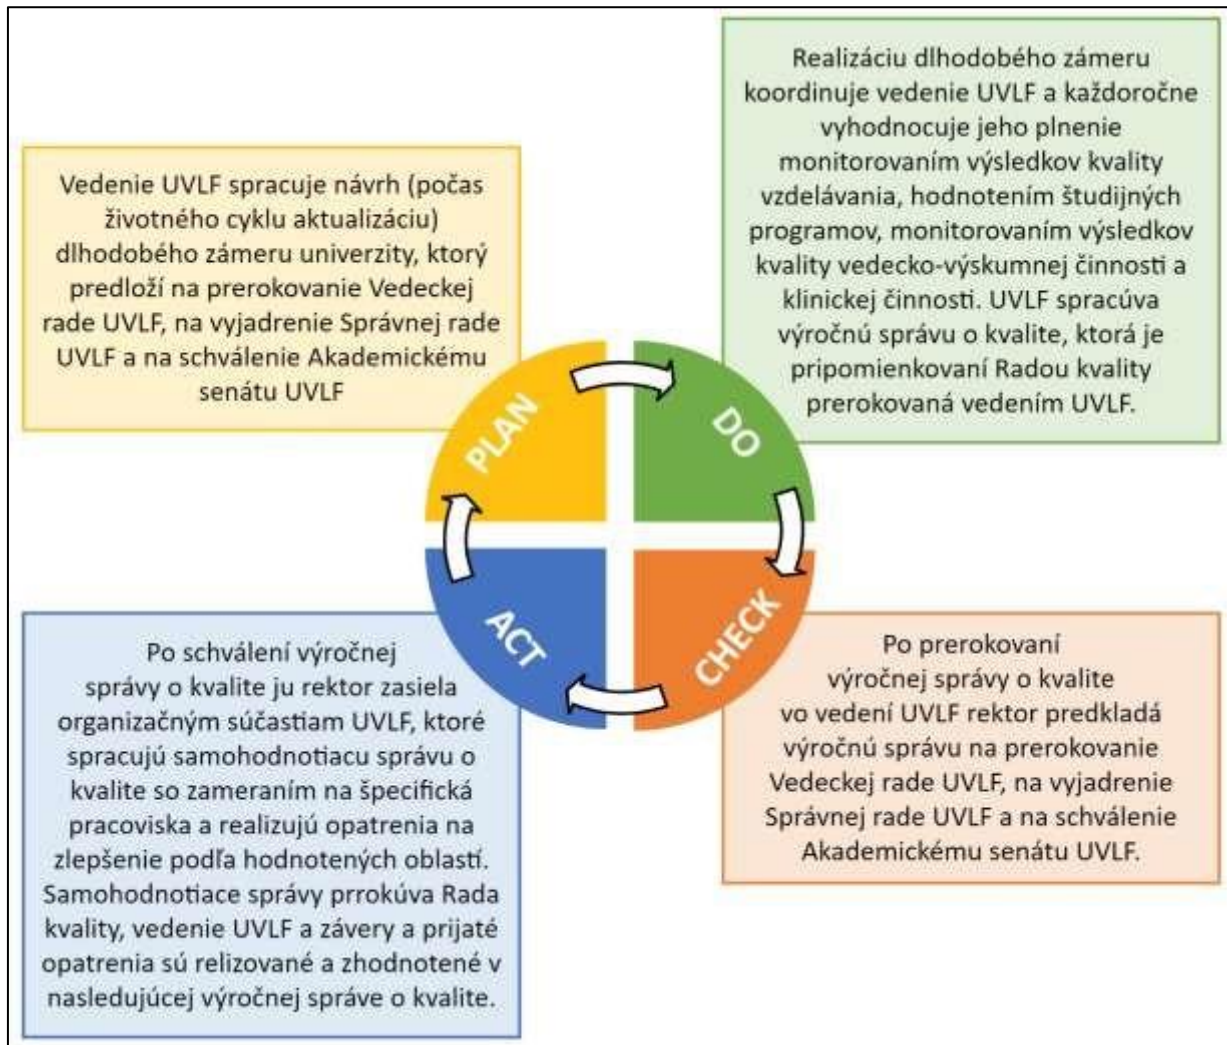 Vedenie UVLF spracuje návrh (počas
životného cyklu aktualizáciu)
dlhodobého zámeru univerzity, ktorý
predloží na prerokovanie Vedeckej
rade UVLF, na vyjadrenie Správnej rade
UVLF a na schválenie Akademickému
senátu UVLF
Realizáciu dlhodobého zámeru
koordinuje vedenie UVLF a každoročne
vyhodnocuje jeho plnenie
monitorovaním výsledkov kvality
vzdelávania, hodnotením študijných
programov, monitorovaním výsledkov
kvality vedecko-výskumnej činnosti a
klinickej činnosti. UVLF spracúva
výročnú správu o kvalite, ktorá je
pripomienkovaní Radou kvality
prerokovaná vedením UVLF.
PLAN
DO
ACT
CHECK
Po schválení výročnej
správy o kvalite ju rektor zasiela
organizačným súčastiam UVLF, ktoré
spracujú samohodnotiacu správu o
kvalite so zameraním na špecifická
pracoviska a realizujú opatrenia na
zlepšenie podľa hodnotených oblastí.
Samohodnotiace správy prrokúva Rada
kvality, vedenie UVLF a závery a prijaté
opatrenia sú relizované a zhodnotené v
nasledujúcej výročnej správe o kvalite.
Po prerokovaní
výročnej správy o kvalite
vo vedení UVLF rektor predkladá
výročnú správu na prerokovanie
Vedeckej rade UVLF, na vyjadrenie
Správnej rade UVLF a na schválenie
Akademickému senátu UVLF.